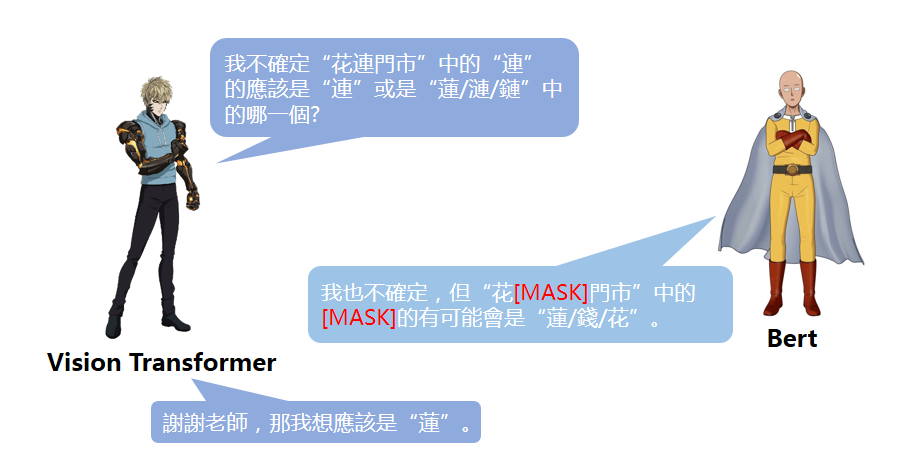 我不確定“花連門市”中的“連”
的應該是“連”或是“蓮/漣/鏈”中
的哪一個?
我也不確定，但“花[MASK]門市”中的
[MASK]的有可能會是“蓮/錢/花”。
Bert
Vision Transformer
謝謝老師，那我想應該是“蓮”。